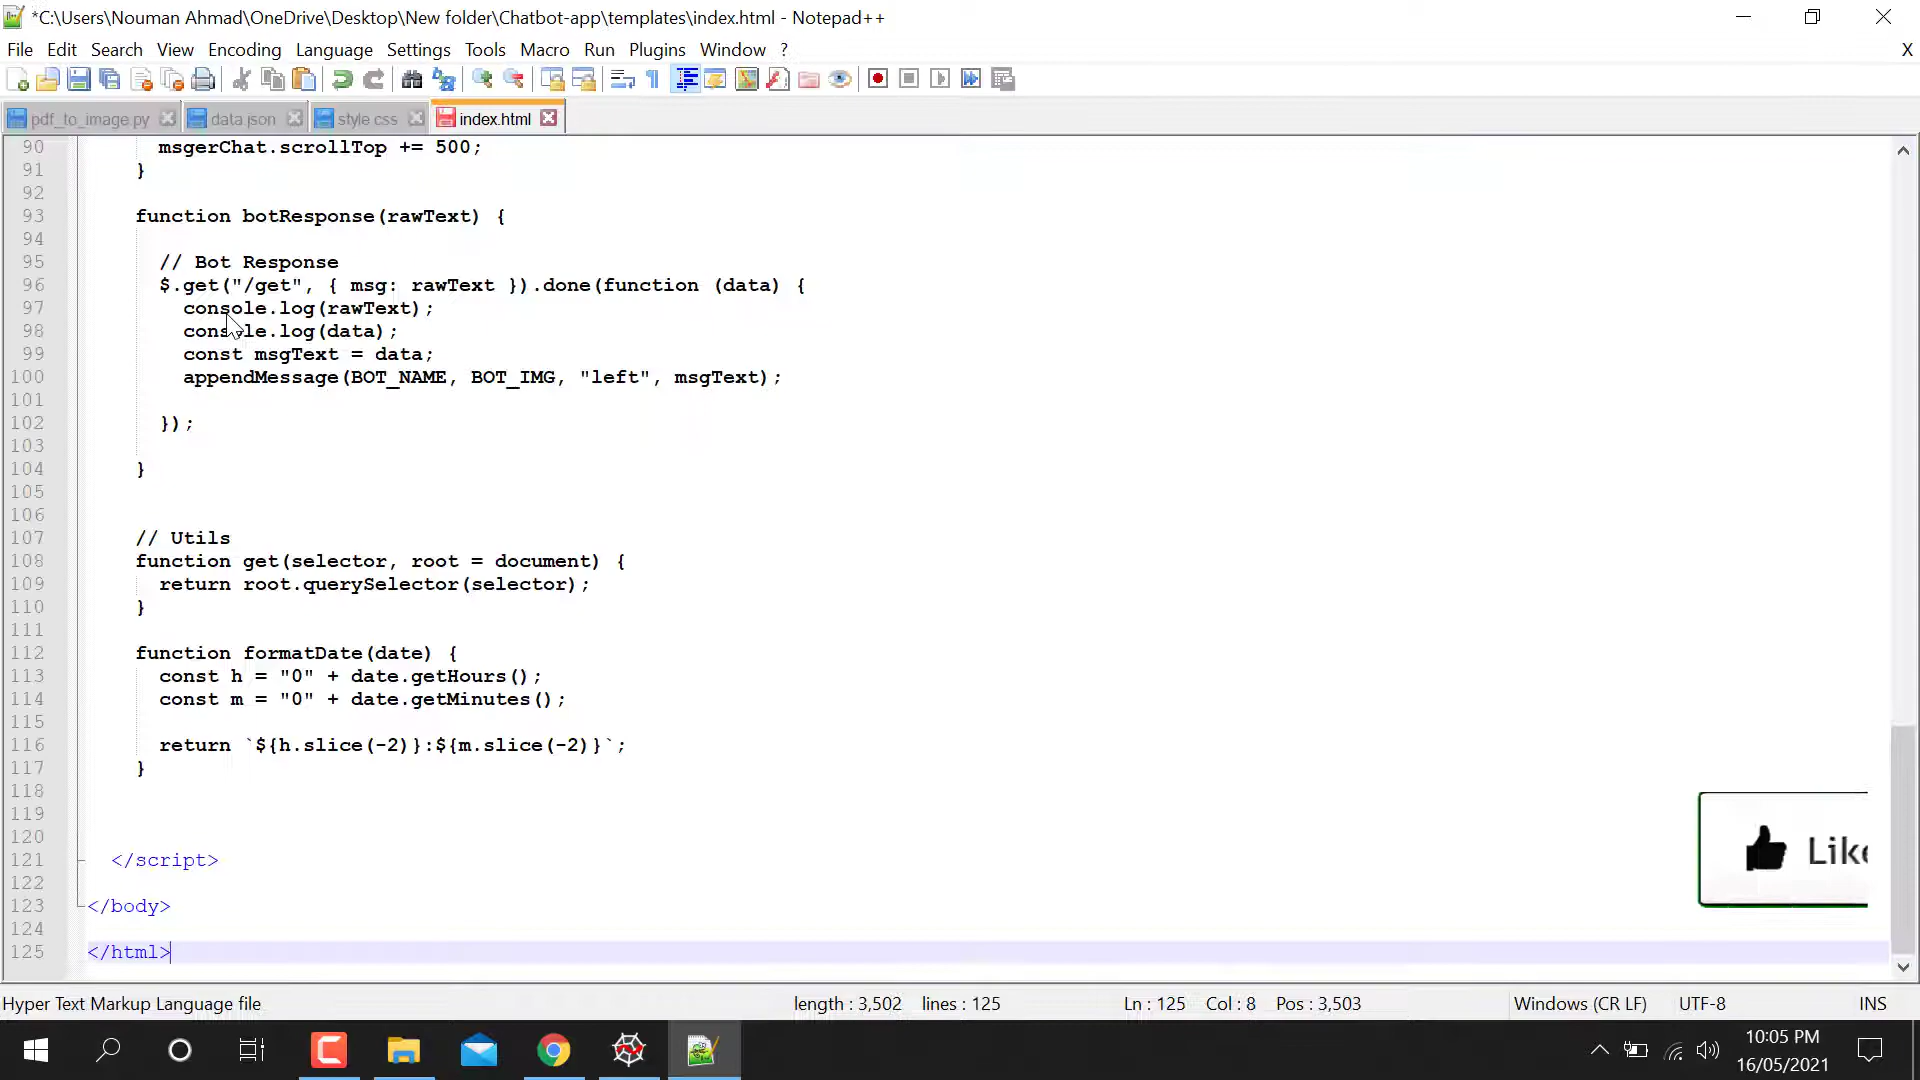 *C:\Users\Nouman Ahmad\OneDrive\Desktop\New folder\Chatbot-app\templates\index.html - Notepad++
File Edit Search View Encoding Language Settings Tools Macro Run Plugins Window ? X
pdf_to_image.py data.json style.css index.html
90 msgerChat.scrollTop += 500;
91 }
92
93 function botResponse(rawText) {
94
95 // Bot Response
96 $.get("/get", { msg: rawText }).done(function (data) {
97 console.log(rawText);
98 console.log(data);
99 const msgText = data;
100 appendMessage(BOT_NAME, BOT_IMG, "left", msgText);
101
102 });
103
104 }
105
106
107 // Utils
108 function get(selector, root = document) {
109 return root.querySelector(selector);
110 }
111
112 function formatDate(date) {
113 const h = "0" + date.getHours();
114 const m = "0" + date.getMinutes();
115
116 return `${h.slice(-2)}:${m.slice(-2)}`;
117 }
118
119
120
121 </script>
122
123 </body>
124
125 </html>
Like
Hyper Text Markup Language file length : 3,502 lines : 125 Ln : 125 Col : 8 Pos : 3,503 Windows (CR LF) UTF-8 INS
10:05 PM
16/05/2021